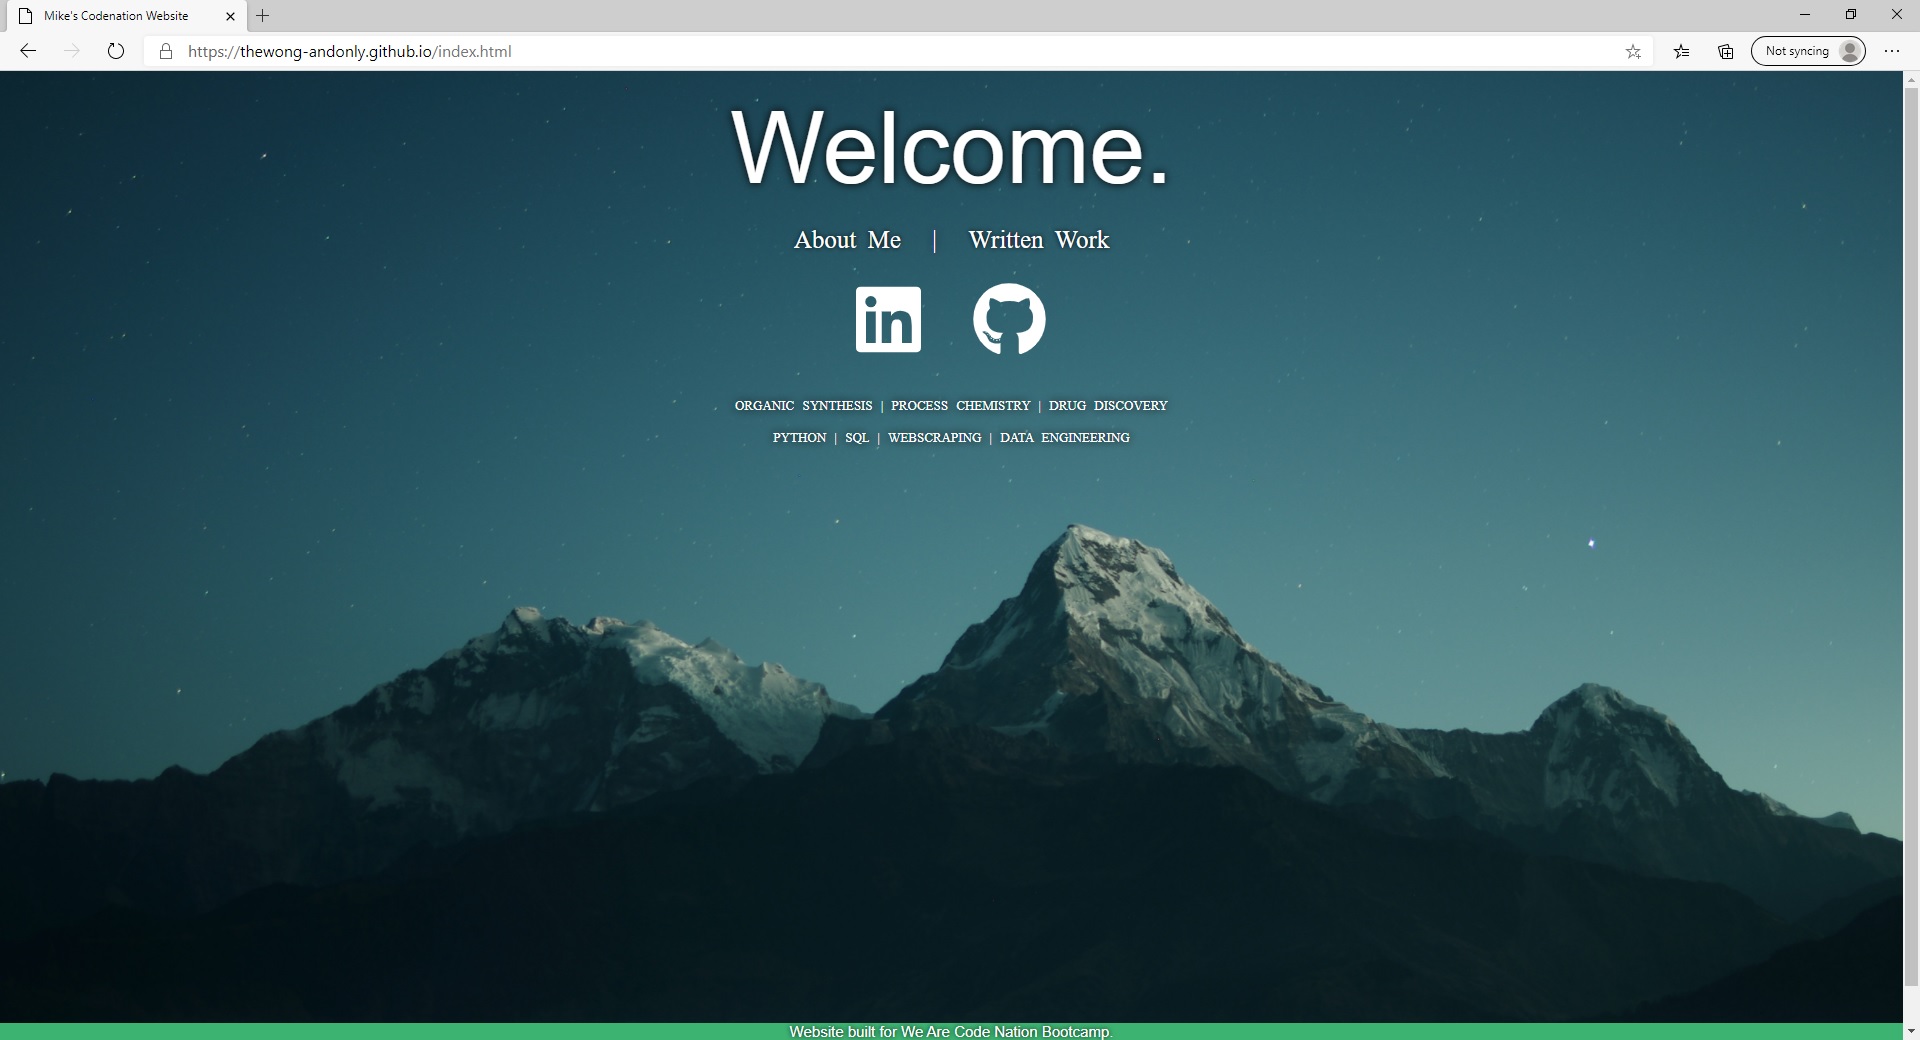 Mike's Codenation Website
https://thewong-andonly.github.io/index.html
Not syncing
Welcome.
About Me | Written Work
in
ORGANIC SYNTHESIS | PROCESS CHEMISTRY | DRUG DISCOVERY
PYTHON | SQL | WEBSCRAPING | DATA ENGINEERING
Website built for We Are Code Nation Bootcamp.